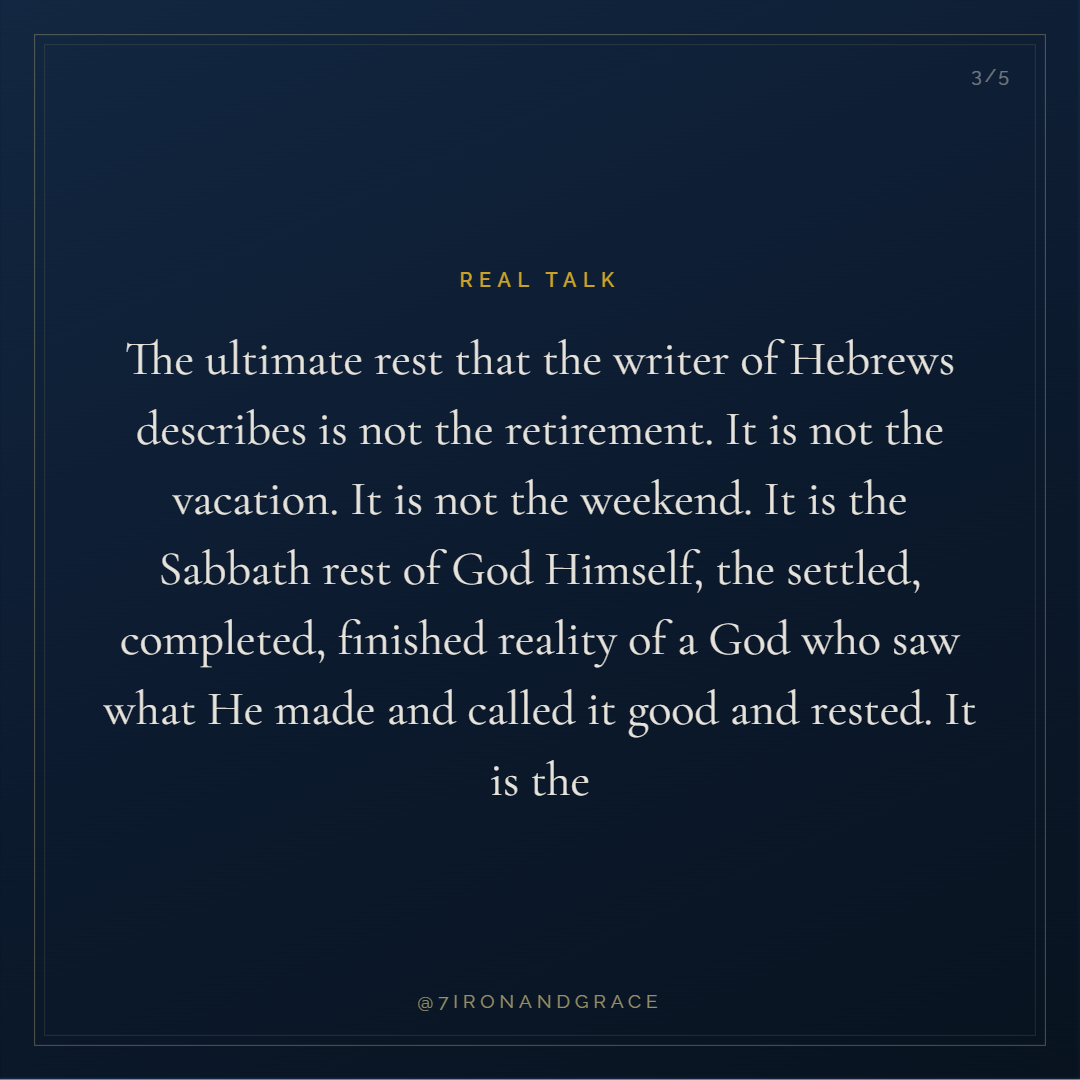 3/5
REAL TALK
The ultimate rest that the writer of Hebrews
describes is not the retirement. It is not the
vacation. It is not the weekend. It is the
Sabbath rest of God Himself, the settled,
completed, finished reality of a God who saw
what He made and called it good and rested. It
is the
@7IRONANDGRACE